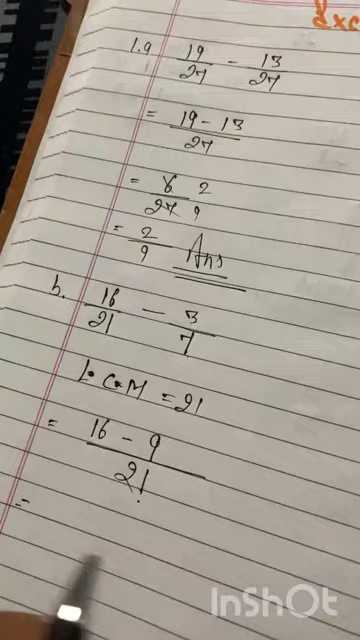 Exc
1.a 19/27 - 13/27
= 19 - 13/27
= 6/27 2/9
= 2/9 Ans
b. 16/21 - 3/7
L.C.M = 21
= 16 - 9/21
=
InShOt